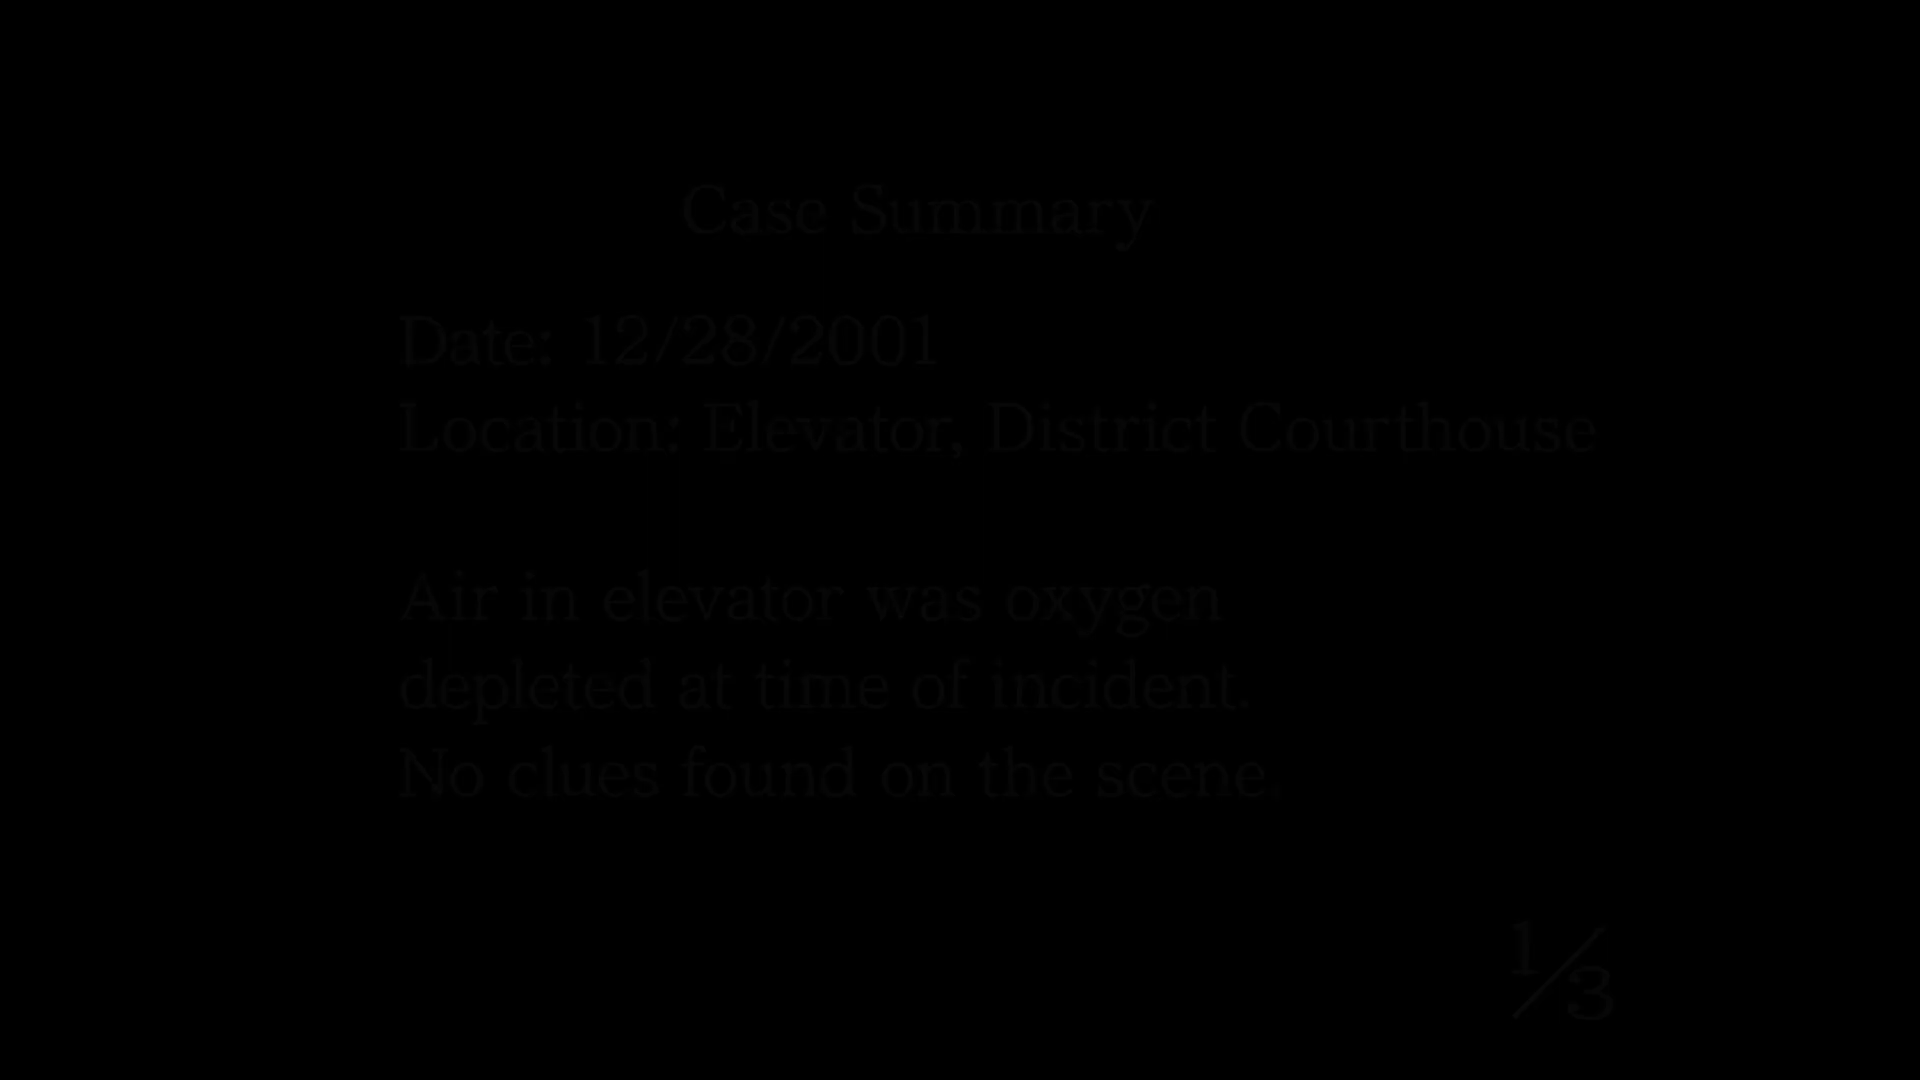 Case Summary
Date: 12/28/2001
Location: Elevator, District Courthouse
Air in elevator was oxygen
depleted at time of incident.
No clues found on the scene.
1/3